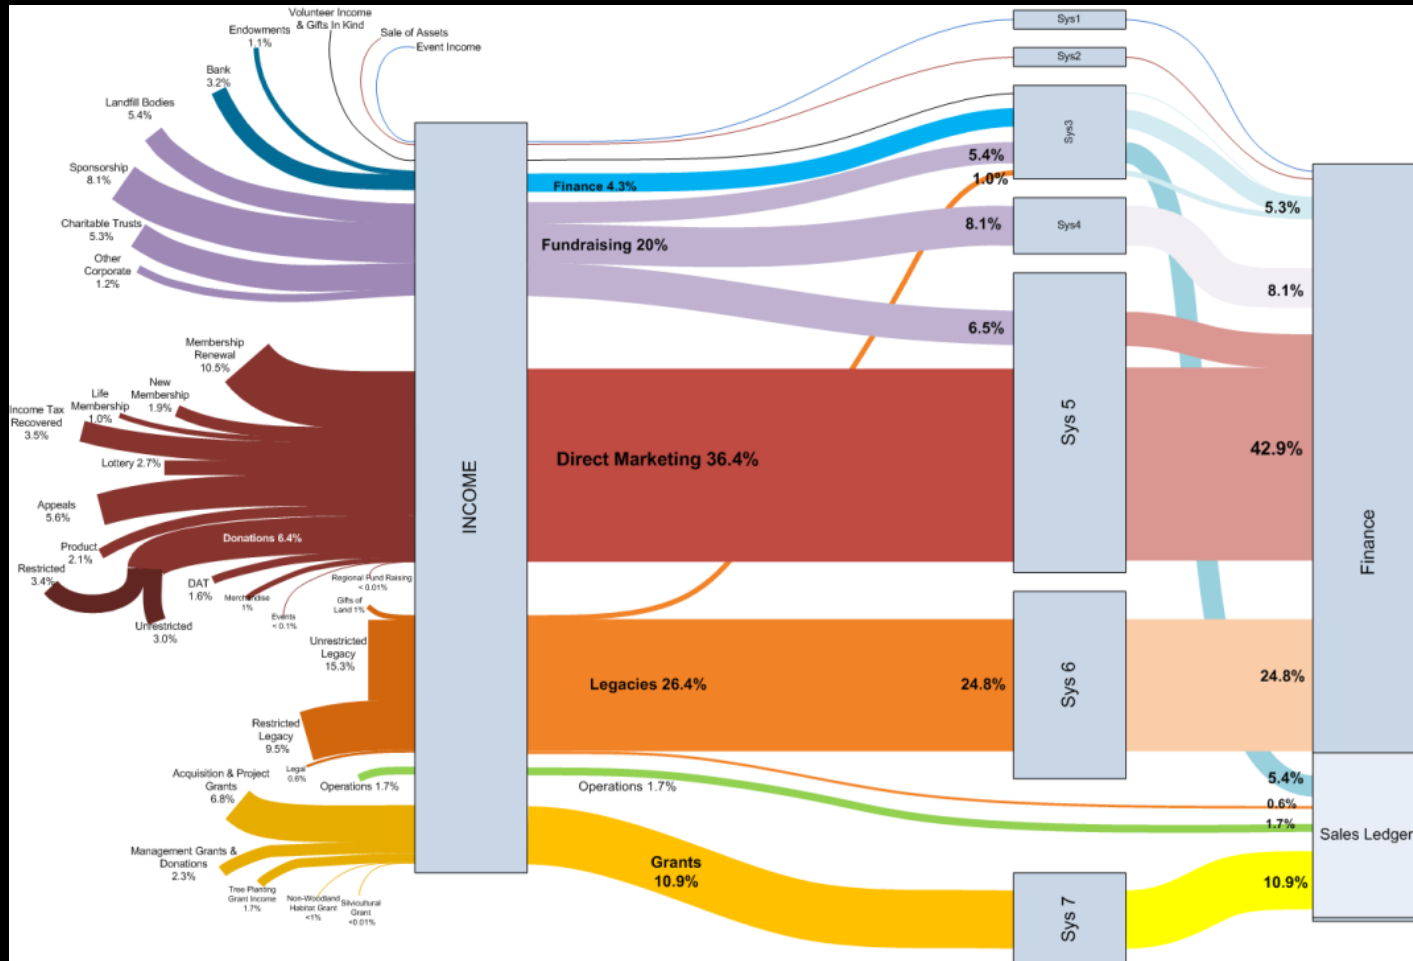 Volunteer Income
& Gifts In Kind
Endowments
1.1%
Sale of Assets
Event Income
Bank
3.2%
Landfill Bodies
5.4%
Sponsorship
8.1%
Charitable Trusts
5.3%
Other
Corporate
1.2%
Membership
Renewal
10.5%
New
Membership
1.9%
Life
Membership
1.0%
Income Tax
Recovered
3.5%
Lottery 2.7%
Appeals
5.6%
Product
2.1%
Donations 6.4%
Restricted
3.4%
Unrestricted
3.0%
DAT
1.6%
Merchandise
1%
Events
< 0.1%
Regional Fund Raising
< 0.01%
Gifts of
Land 1%
Unrestricted
Legacy
15.3%
Restricted
Legacy
9.5%
Legal
0.6%
Operations 1.7%
Acquisition & Project
Grants
6.8%
Management Grants &
Donations
2.3%
Tree Planting
Grant Income
1.7%
Non-Woodland
Habitat Grant
<1%
Silvicultural
Grant
<0.01%
INCOME
Finance 4.3%
Fundraising 20%
Direct Marketing 36.4%
Legacies 26.4%
Operations 1.7%
Grants
10.9%
5.4%
1.0%
8.1%
6.5%
24.8%
Sys1
Sys2
Sys3
Sys4
Sys 5
Sys 6
Sys 7
5.3%
8.1%
42.9%
24.8%
5.4%
0.6%
1.7%
10.9%
Finance
Sales Ledger